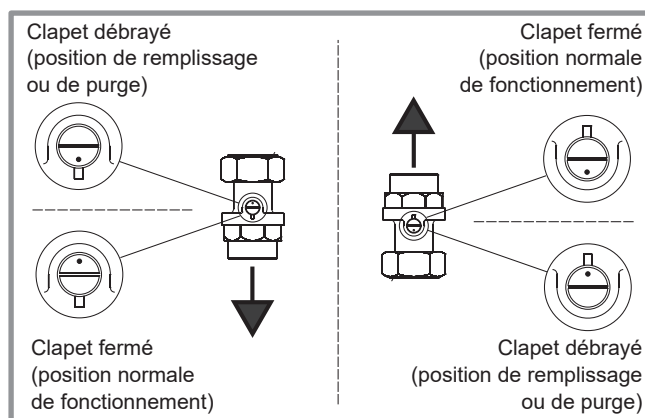 Clapet débrayé
(position de remplissage
ou de purge)
Clapet fermé
(position normale
de fonctionnement)
Clapet fermé
(position normale
de fonctionnement)
Clapet débrayé
(position de remplissage
ou de purge)